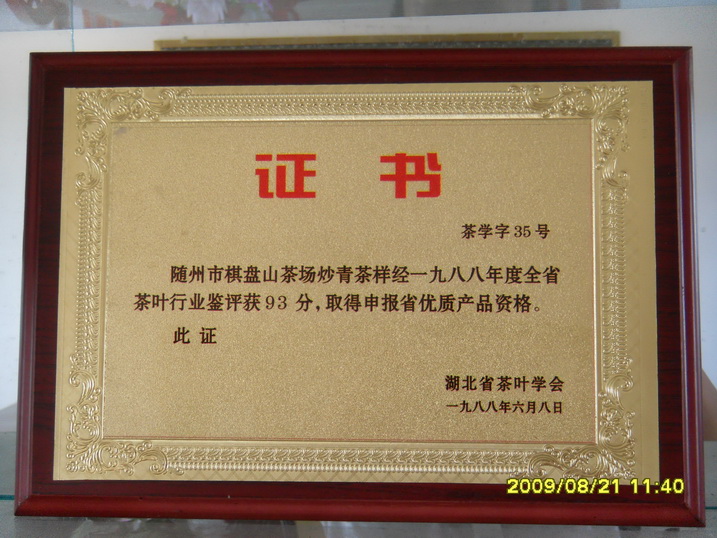 证 书
茶学字35号
随州市棋盘山茶场炒青茶样经一九八八年度全省
茶叶行业鉴评获93分,取得申报省优质产品资格。
此证
湖北省茶叶学会
一九八八年六月八日
2009/08/21 11:40